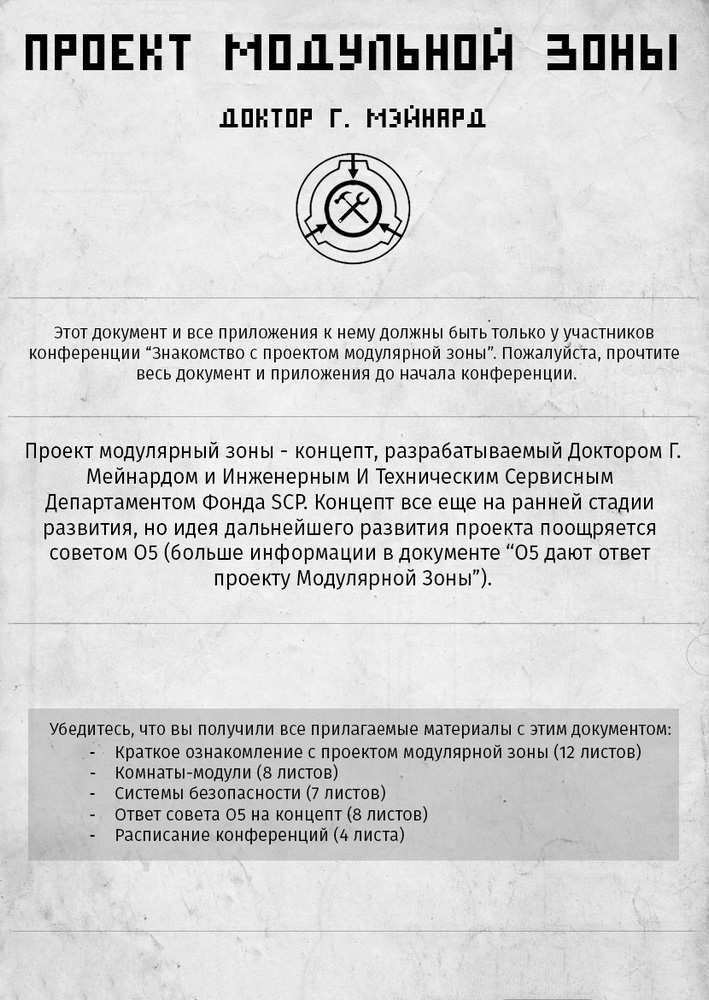 ПРОЕКТ МОДУЛЬНОЙ ЗОНЫ
ДОКТОР Г. МЭЙНАРД
Этот документ и все приложения к нему должны быть только у участников
конференции “Знакомство с проектом модулярной зоны”. Пожалуйста, прочтите
весь документ и приложения до начала конференции.
Проект модулярный зоны - концепт, разрабатываемый Доктором Г.
Мейнардом и Инженерным И Техническим Сервисным
Департаментом Фонда SCP. Концепт все еще на ранней стадии
развития, но идея дальнейшего развития проекта поощряется
советом О5 (больше информации в документе “О5 дают ответ
проекту Модулярной Зоны”).
Убедитесь, что вы получили все прилагаемые материалы с этим документом:
- Краткое ознакомление с проектом модулярной зоны (12 листов)
- Комнаты-модули (8 листов)
- Системы безопасности (7 листов)
- Ответ совета О5 на концепт (8 листов)
- Расписание конференций (4 листа)